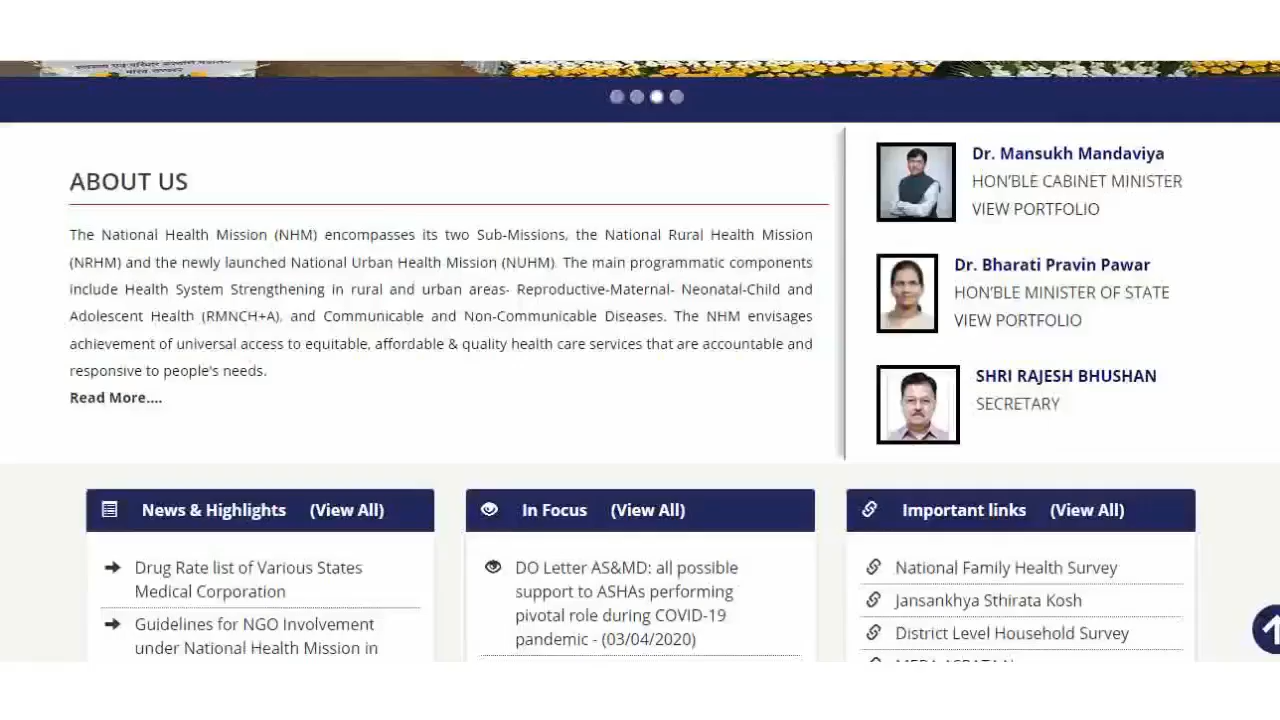 भारत सरकार
ABOUT US
The National Health Mission (NHM) encompasses its two Sub-Missions, the National Rural Health Mission
(NRHM) and the newly launched National Urban Health Mission (NUHM). The main programmatic components
include Health System Strengthening in rural and urban areas- Reproductive-Maternal- Neonatal-Child and
Adolescent Health (RMNCH+A), and Communicable and Non-Communicable Diseases. The NHM envisages
achievement of universal access to equitable, affordable & quality health care services that are accountable and
responsive to people's needs.
Read More....
Dr. Mansukh Mandaviya
HON'BLE CABINET MINISTER
VIEW PORTFOLIO
Dr. Bharati Pravin Pawar
HON'BLE MINISTER OF STATE
VIEW PORTFOLIO
SHRI RAJESH BHUSHAN
SECRETARY
News & Highlights (View All)
Drug Rate list of Various States
Medical Corporation
Guidelines for NGO Involvement
under National Health Mission in
In Focus (View All)
DO Letter AS&MD: all possible
support to ASHAs performing
pivotal role during COVID-19
pandemic - (03/04/2020)
Important links (View All)
National Family Health Survey
Jansankhya Sthirata Kosh
District Level Household Survey